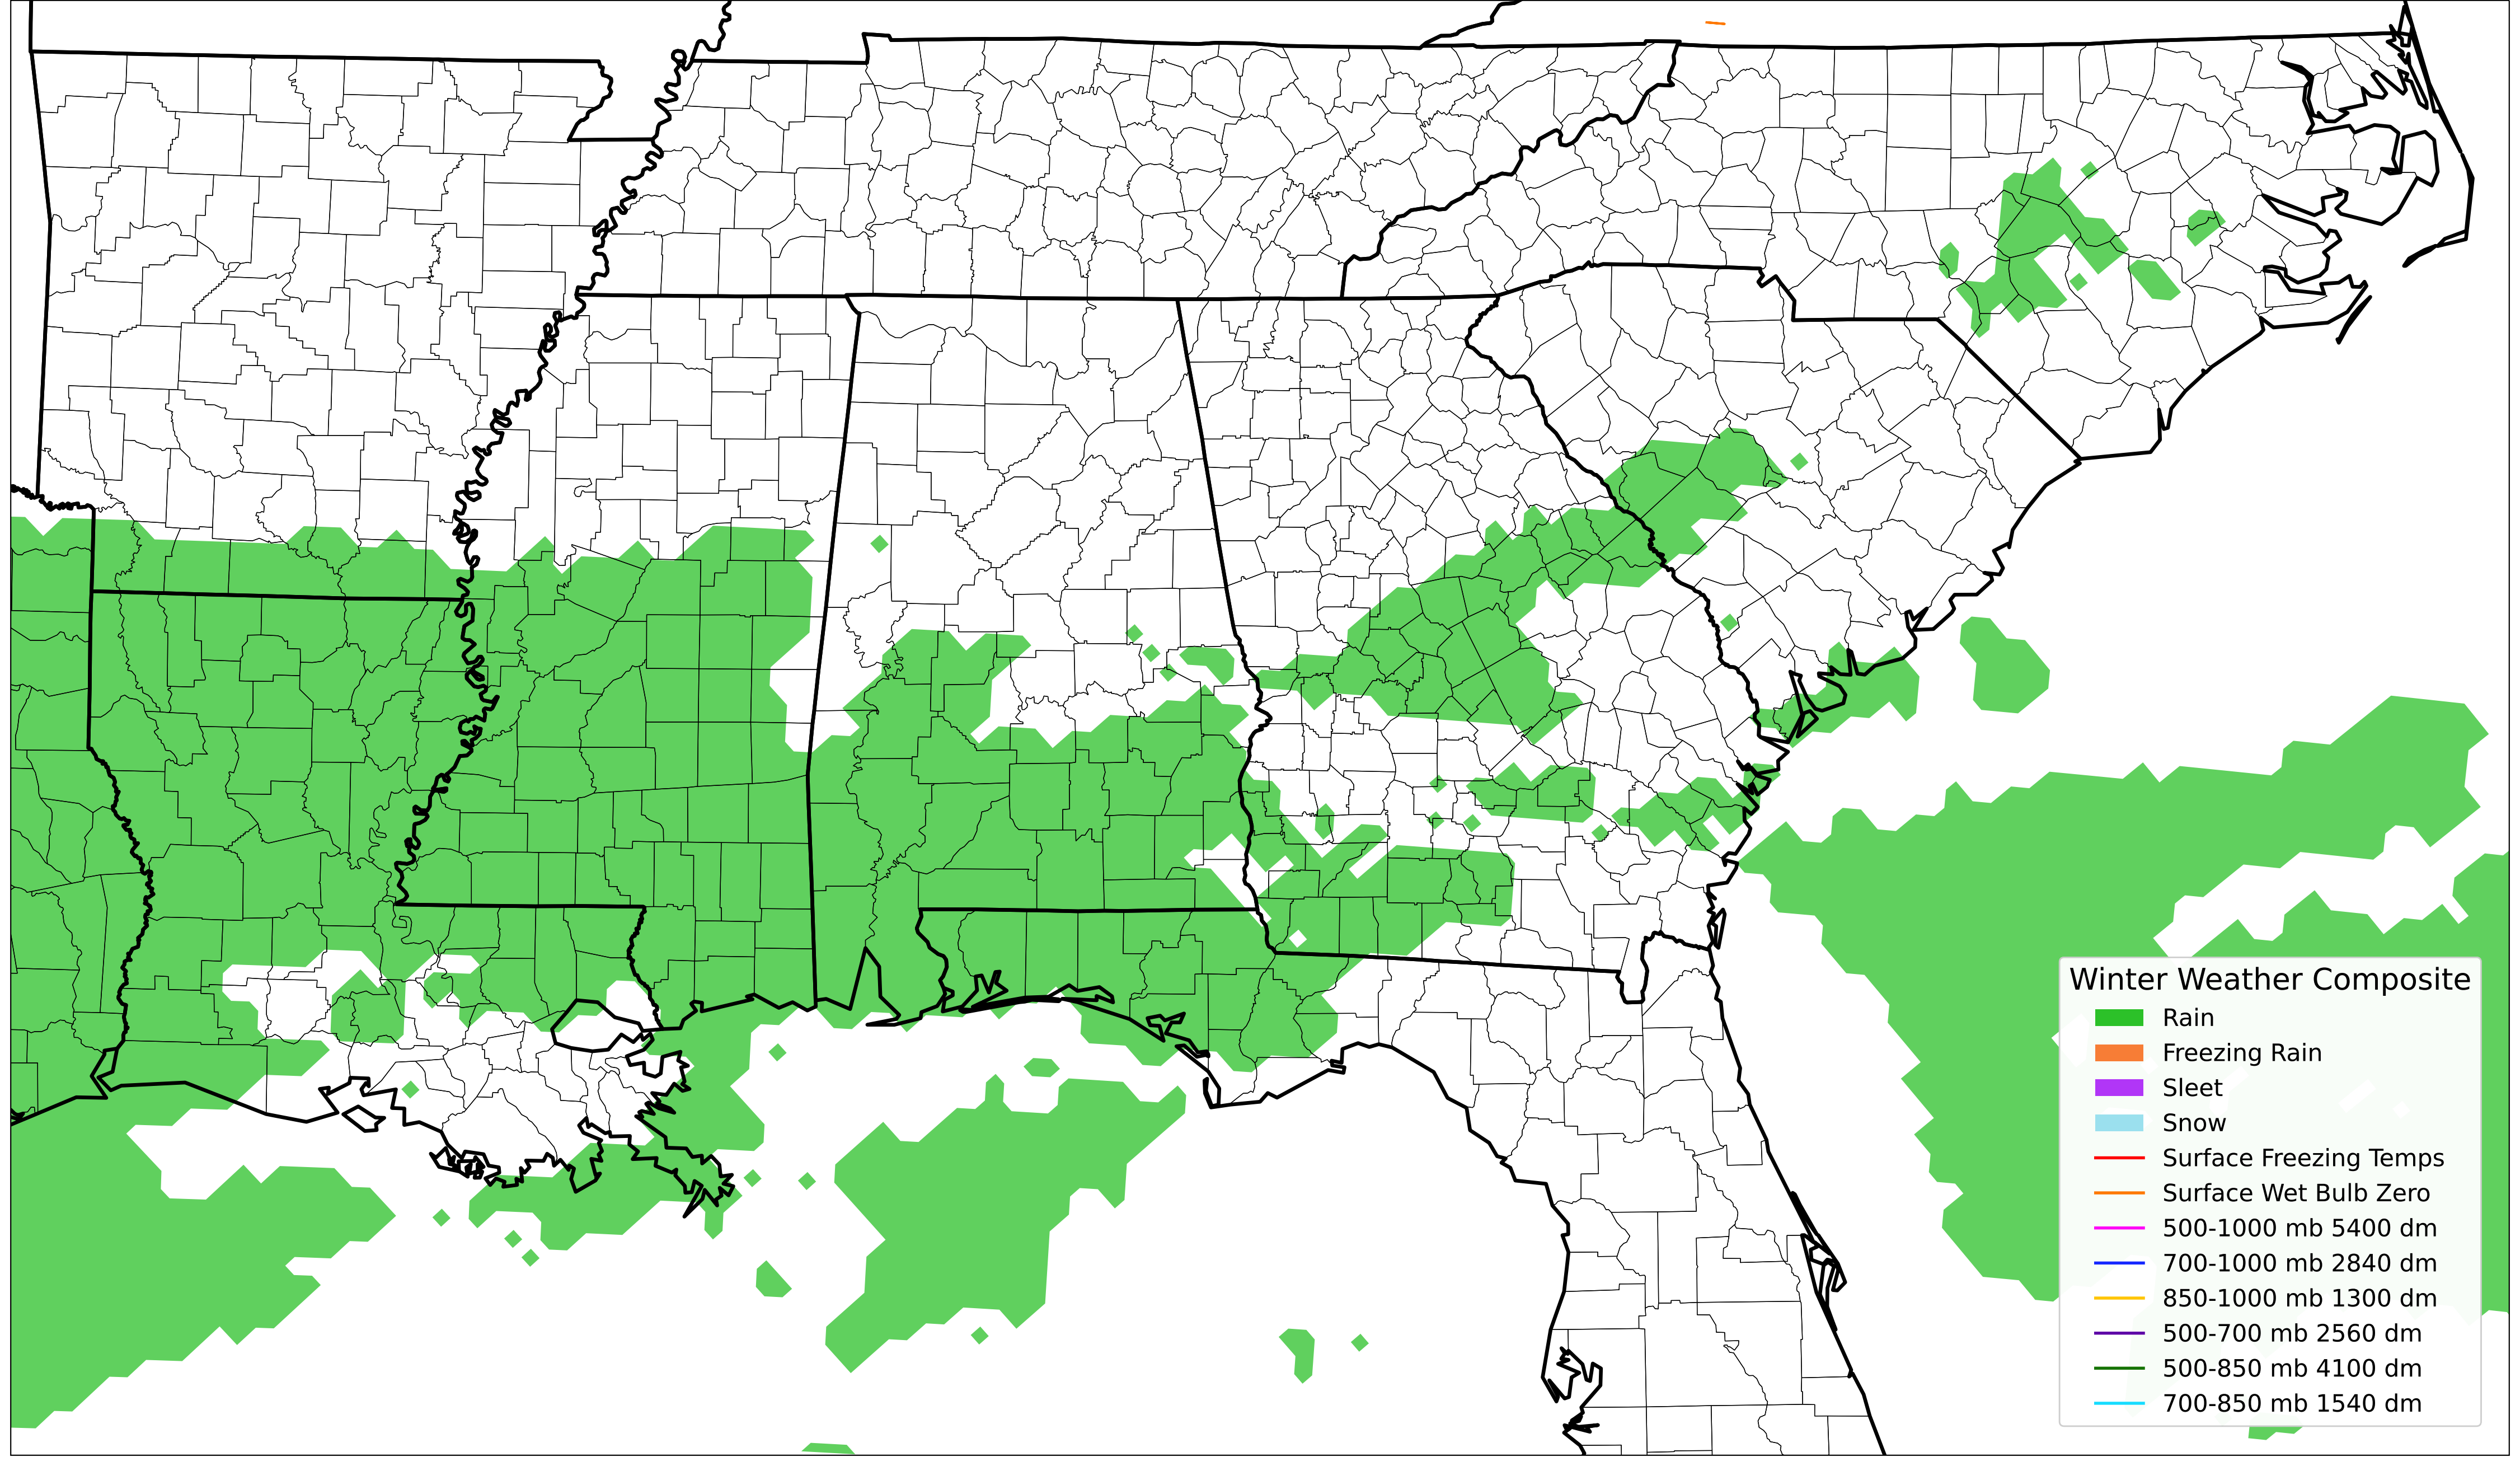 Winter Weather Composite
Rain
Freezing Rain
Sleet
Snow
Surface Freezing Temps
Surface Wet Bulb Zero
500-1000 mb 5400 dm
700-1000 mb 2840 dm
850-1000 mb 1300 dm
500-700 mb 2560 dm
500-850 mb 4100 dm
700-850 mb 1540 dm